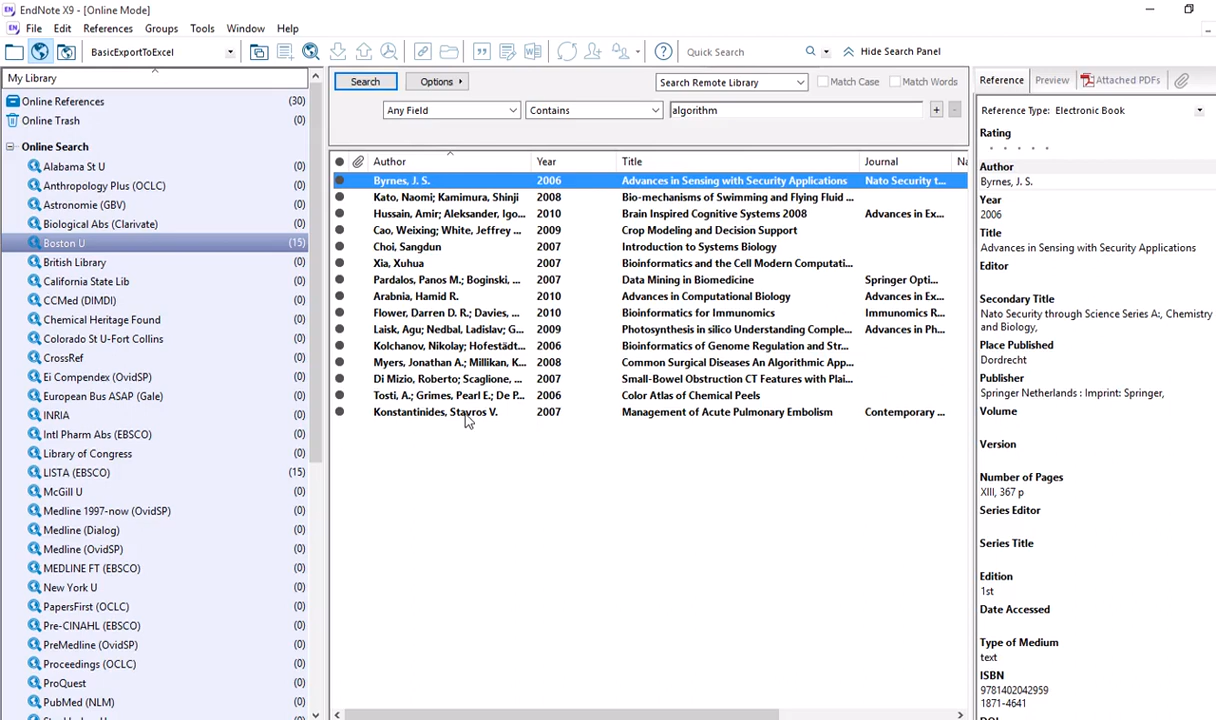 EndNote X9 - [Online Mode]
File Edit References Groups Tools Window Help
BasicExportToExcel
Quick Search
Hide Search Panel
My Library
Online References (30)
Online Trash (0)
Online Search
Alabama St U (0)
Anthropology Plus (OCLC) (0)
Astronomie (GBV) (0)
Biological Abs (Clarivate) (0)
Boston U (15)
British Library (0)
California State Lib (0)
CCMed (DIMDI) (0)
Chemical Heritage Found (0)
Colorado St U-Fort Collins (0)
CrossRef (0)
Ei Compendex (OvidSP) (0)
European Bus ASAP (Gale) (0)
INRIA (0)
Intl Pharm Abs (EBSCO) (0)
Library of Congress (0)
LISTA (EBSCO) (15)
McGill U (0)
Medline 1997-now (OvidSP) (0)
Medline (Dialog) (0)
Medline (OvidSP) (0)
MEDLINE FT (EBSCO) (0)
New York U (0)
PapersFirst (OCLC) (0)
Pre-CINAHL (EBSCO) (0)
PreMedline (OvidSP) (0)
Proceedings (OCLC) (0)
ProQuest (0)
PubMed (NLM) (0)
Search Options Search Remote Library Match Case Match Words
Any Field Contains algorithm
Author Year Title Journal Na
Byrnes, J. S. 2006 Advances in Sensing with Security Applications Nato Security t...
Kato, Naomi; Kamimura, Shinji 2008 Bio-mechanisms of Swimming and Flying Fluid ...
Hussain, Amir; Aleksander, Igo... 2010 Brain Inspired Cognitive Systems 2008 Advances in Ex...
Cao, Weixing; White, Jeffrey ... 2009 Crop Modeling and Decision Support
Choi, Sangdun 2007 Introduction to Systems Biology
Xia, Xuhua 2007 Bioinformatics and the Cell Modern Computati...
Pardalos, Panos M.; Boginski, ... 2007 Data Mining in Biomedicine Springer Opti...
Arabnia, Hamid R. 2010 Advances in Computational Biology Advances in Ex...
Flower, Darren D. R.; Davies, ... 2010 Bioinformatics for Immunomics Immunomics R...
Laisk, Agu; Nedbal, Ladislav; G... 2009 Photosynthesis in silico Understanding Comple... Advances in Ph...
Kolchanov, Nikolay; Hofestädt... 2006 Bioinformatics of Genome Regulation and Str...
Myers, Jonathan A.; Millikan, K... 2008 Common Surgical Diseases An Algorithmic App...
Di Mizio, Roberto; Scaglione, ... 2007 Small-Bowel Obstruction CT Features with Plai...
Tosti, A.; Grimes, Pearl E.; De P... 2006 Color Atlas of Chemical Peels
Konstantinides, Stavros V. 2007 Management of Acute Pulmonary Embolism Contemporary ...
Reference Preview Attached PDFs
Reference Type: Electronic Book
Rating
Author
Byrnes, J. S.
Year
2006
Title
Advances in Sensing with Security Applications
Editor
Secondary Title
Nato Security through Science Series A:, Chemistry
and Biology,
Place Published
Dordrecht
Publisher
Springer Netherlands : Imprint: Springer,
Volume
Version
Number of Pages
XIII, 367 p
Series Editor
Series Title
Edition
1st
Date Accessed
Type of Medium
text
ISBN
9781402042959
1871-4641